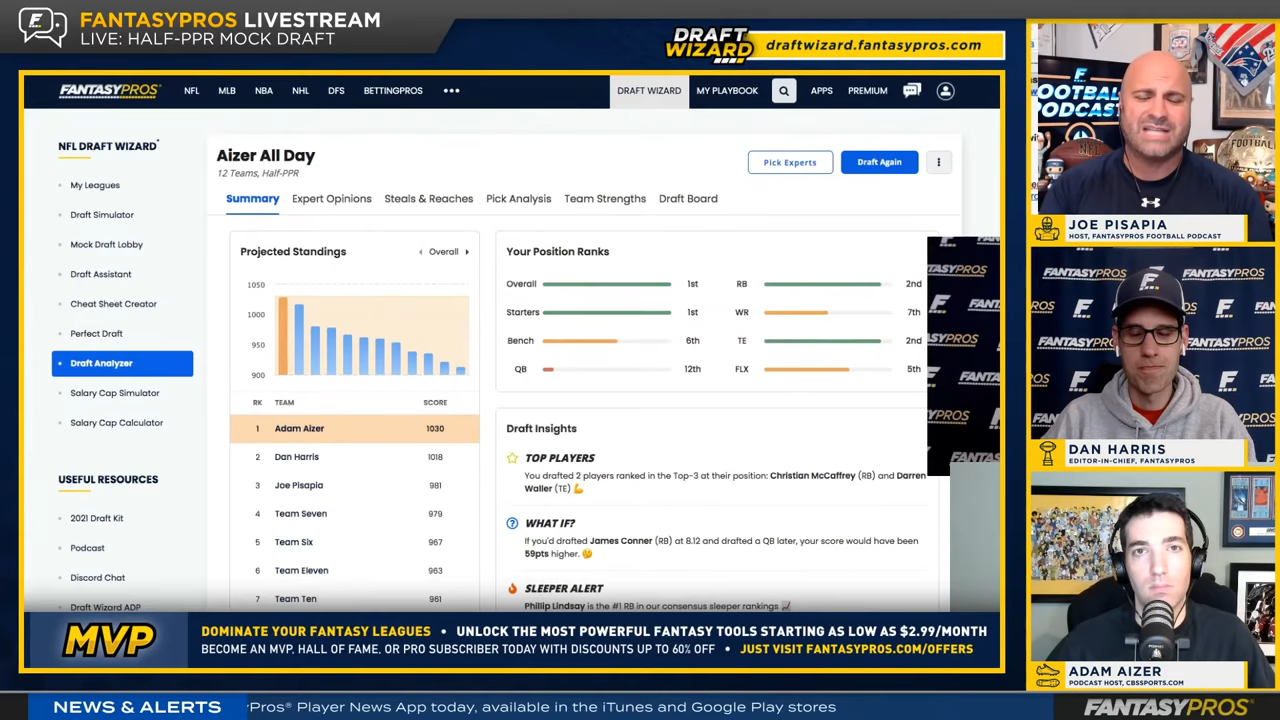 FANTASYPROS LIVESTREAM
LIVE: HALF-PPR MOCK DRAFT
DRAFT WIZARD
draftwizard.fantasypros.com
FANTASYPROS
NFL MLB NBA NHL DFS BETTINGPROS •••
DRAFT WIZARD MY PLAYBOOK APPS PREMIUM
NFL DRAFT WIZARD
My Leagues
Draft Simulator
Mock Draft Lobby
Draft Assistant
Cheat Sheet Creator
Perfect Draft
Draft Analyzer
Salary Cap Simulator
Salary Cap Calculator
USEFUL RESOURCES
2021 Draft Kit
Podcast
Discord Chat
Draft Wizard ADP
Aizer All Day
12 Teams, Half-PPR
Pick Experts
Draft Again
Summary Expert Opinions Steals & Reaches Pick Analysis Team Strengths Draft Board
Projected Standings
Overall
1050
1000
950
900
RK TEAM SCORE
1 Adam Aizer 1030
2 Dan Harris 1018
3 Joe Pisapia 981
4 Team Seven 979
5 Team Six 967
6 Team Eleven 963
7 Team Ten 961
Your Position Ranks
Overall 1st RB 2nd
Starters 1st WR 7th
Bench 6th TE 2nd
QB 12th FLX 5th
Draft Insights
TOP PLAYERS
You drafted 2 players ranked in the Top-3 at their position: Christian McCaffrey (RB) and Darren
Waller (TE)
WHAT IF?
If you'd drafted James Conner (RB) at 8.12 and drafted a QB later, your score would have been
59pts higher.
SLEEPER ALERT
Phillip Lindsay is the #1 RB in our consensus sleeper rankings
FOOTBALL
PODCAST
JOE PISAPIA
HOST, FANTASYPROS FOOTBALL PODCAST
FANTASYPROS
DAN HARRIS
EDITOR-IN-CHIEF, FANTASYPROS
ADAM AIZER
PODCAST HOST, CBSSPORTS.COM
MVP
DOMINATE YOUR FANTASY LEAGUES • UNLOCK THE MOST POWERFUL FANTASY TOOLS STARTING AS LOW AS $2.99/MONTH
BECOME AN MVP, HALL OF FAME, OR PRO SUBSCRIBER TODAY WITH DISCOUNTS UP TO 60% OFF • JUST VISIT FANTASYPROS.COM/OFFERS
NEWS & ALERTS
Pros® Player News App today, available in the iTunes and Google Play stores
FANTASYPROS